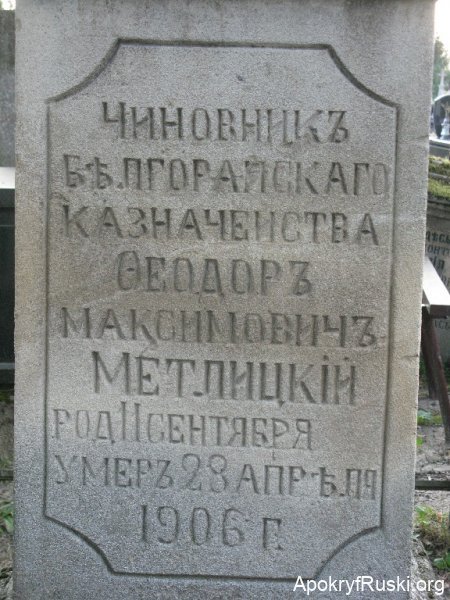 ЧИНОВНИКЪ
БѢЛГОРАЙСКАГО
КАЗНАЧЕЙСТВА
ѲЕОДОРЪ
МАКСИМОВИЧЪ
МЕТЛИЦКІЙ
РОД 11 СЕНТЯБРЯ
УМЕРЪ 28 АПРѢЛЯ
1906 Г.
ApokryfRuski.org